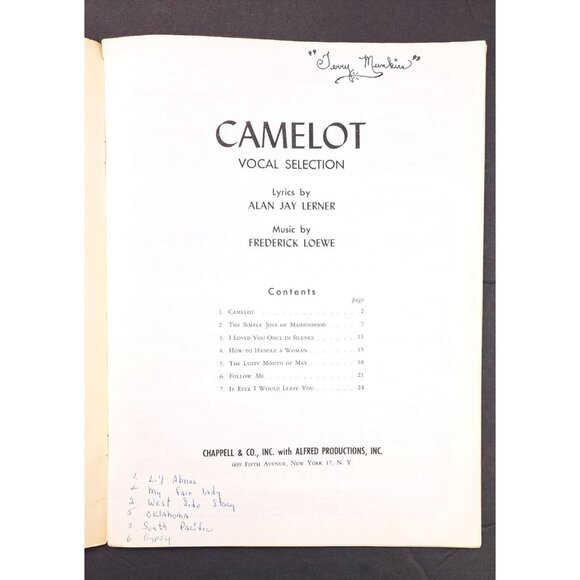 "Terry Munkin"
CAMELOT
VOCAL SELECTION
Lyrics by
ALAN JAY LERNER
Music by
FREDERICK LOEWE
Contents
page
1. CAMELOT . . . . . . . . . . . . . 2
2. THE SIMPLE JOYS OF MAIDENHOOD . . . . 7
3. I LOVED YOU ONCE IN SILENCE . . . . . 11
4. HOW TO HANDLE A WOMAN . . . . . . 15
5. THE LUSTY MONTH OF MAY . . . . . . . 18
6. FOLLOW ME . . . . . . . . . . . . 21
7. IF EVER I WOULD LEAVE YOU . . . . . . 24
CHAPPELL & CO., INC. with ALFRED PRODUCTIONS, INC.
609 FIFTH AVENUE, NEW YORK 17, N. Y.
1. Li'l Abner
4 My Fair Lady
2 West Side Story
5 Oklahoma
3 South Pacific
6 Gypsy